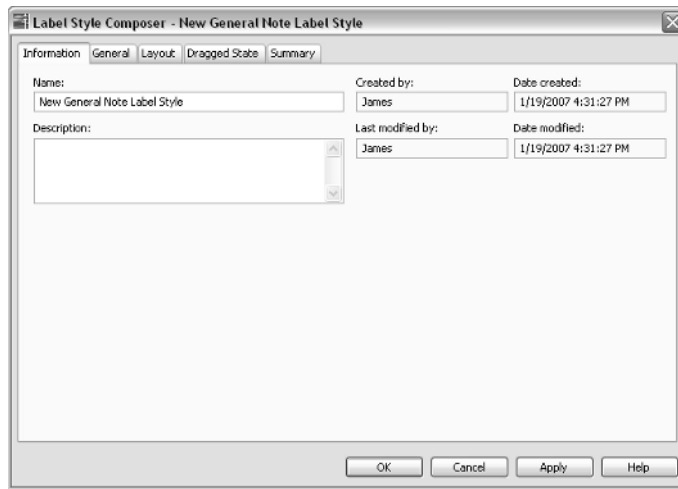 Label Style Composer - New General Note Label Style
Information General Layout Dragged State Summary
Name: Created by: Date created:
New General Note Label Style James 1/19/2007 4:31:27 PM
Description: Last modified by: Date modified:
James 1/19/2007 4:31:27 PM
OK Cancel Apply Help